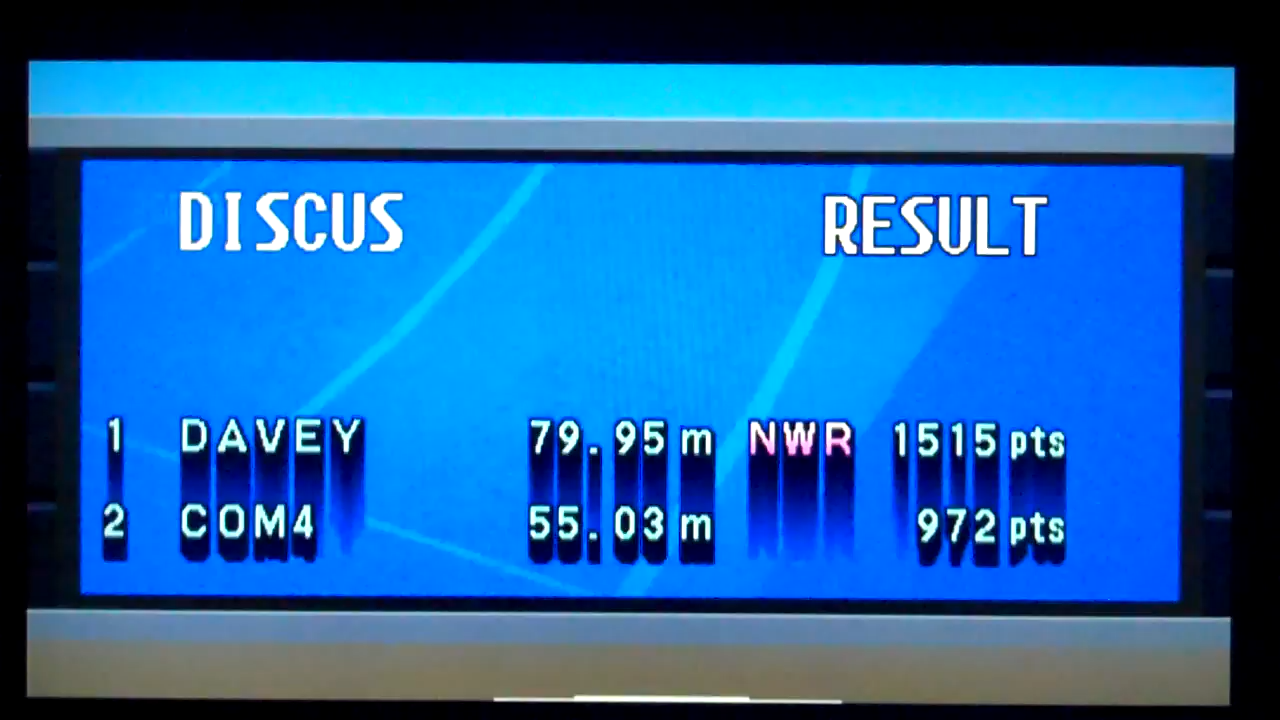 DISCUS RESULT
1 DAVEY 79.95 m NWR 1515 pts
2 COM4 55.03 m 972 pts